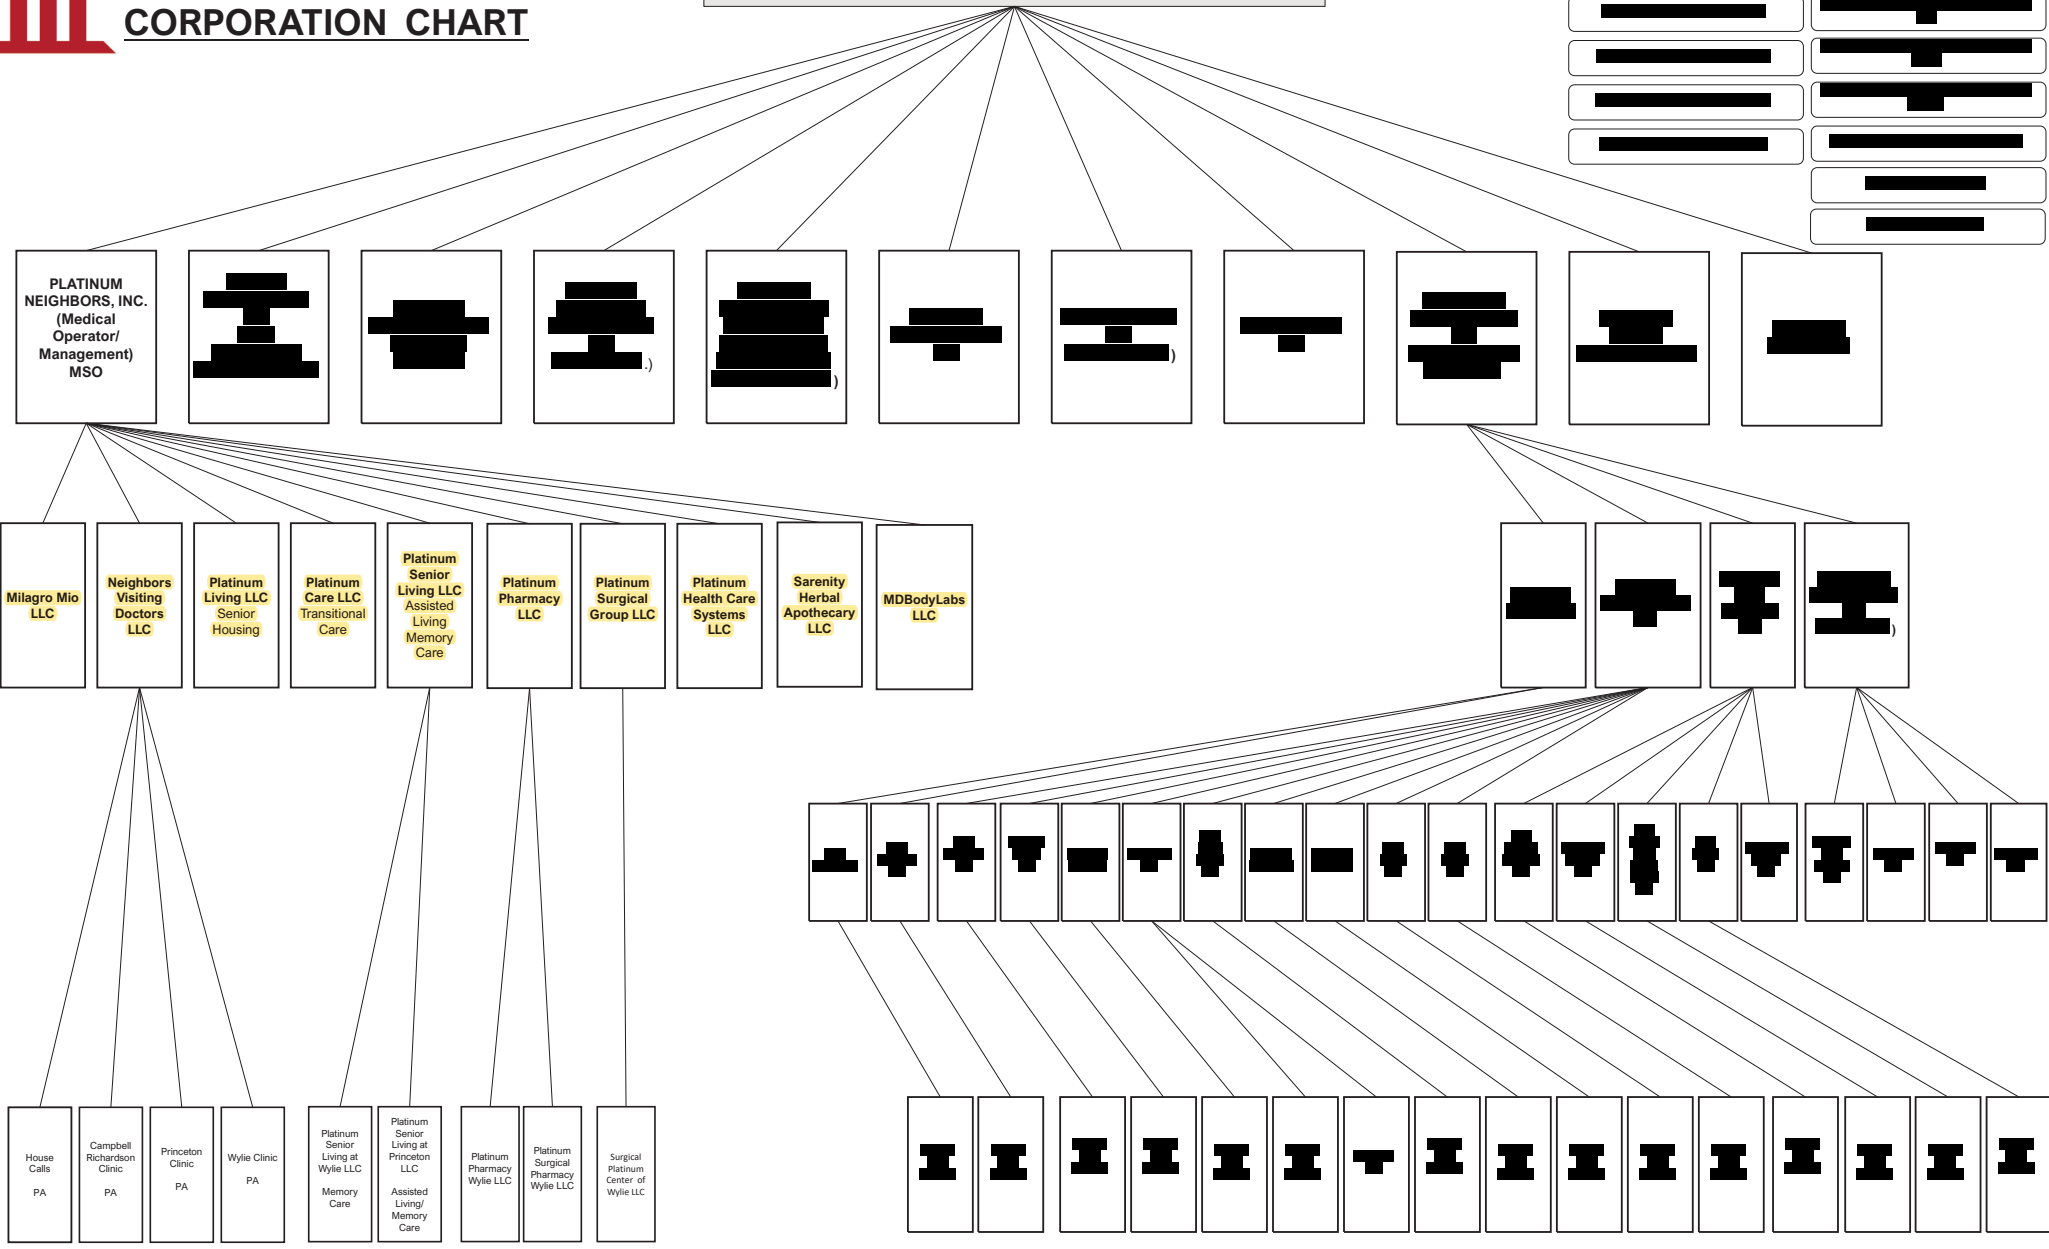 CORPORATION CHART
PLATINUM
NEIGHBORS, INC.
(Medical
Operator/
Management)
MSO
.)
)
)
Milagro Mio
LLC
Neighbors
Visiting
Doctors
LLC
Platinum
Living LLC
Senior
Housing
Platinum
Care LLC
Transitional
Care
Platinum
Senior
Living LLC
Assisted
Living
Memory
Care
Platinum
Pharmacy
LLC
Platinum
Surgical
Group LLC
Platinum
Health Care
Systems
LLC
Sarenity
Herbal
Apothecary
LLC
MDBodyLabs
LLC
)
House
Calls
PA
Campbell
Richardson
Clinic
PA
Princeton
Clinic
PA
Wylie Clinic
PA
Platinum
Senior
Living at
Wylie LLC
Memory
Care
Platinum
Senior
Living at
Princeton
LLC
Assisted
Living/
Memory
Care
Platinum
Pharmacy
Wylie LLC
Platinum
Surgical
Pharmacy
Wylie LLC
Surgical
Platinum
Center of
Wylie LLC